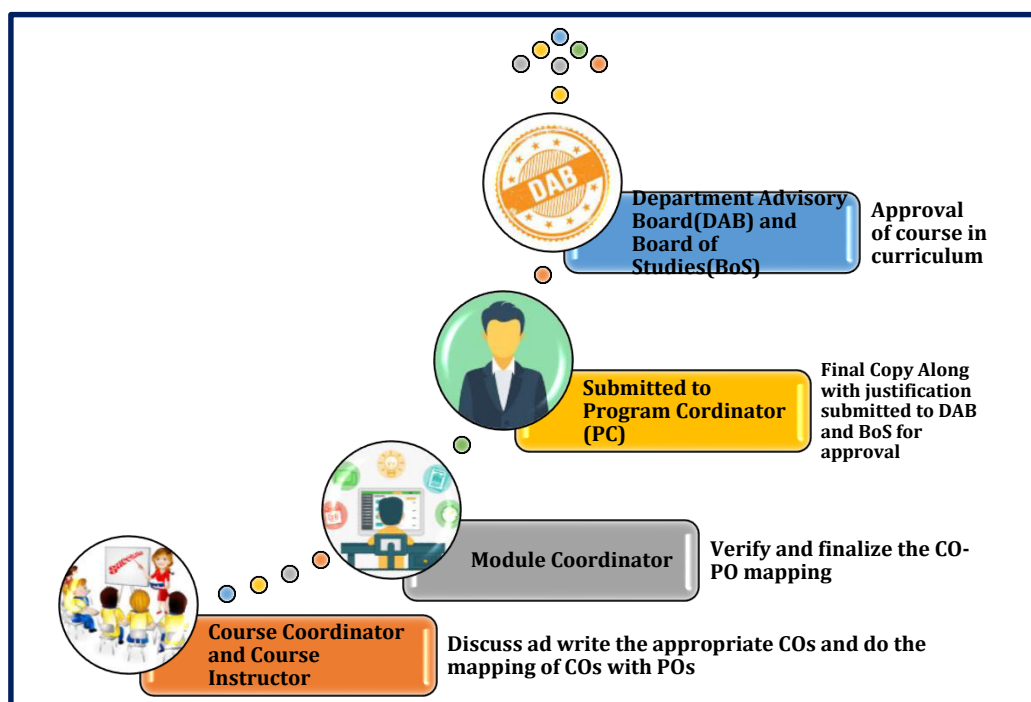 DAB
Department Advisory
Board(DAB) and
Board of
Studies(BoS)
Approval
of course in
curriculum
Submitted to
Program Cordinator
(PC)
Final Copy Along
with justification
submitted to DAB
and BoS for
approval
Module Coordinator
Verify and finalize the CO-
PO mapping
Success
Course Coordinator
and Course
Instructor
Discuss ad write the appropriate COs and do the
mapping of COs with POs